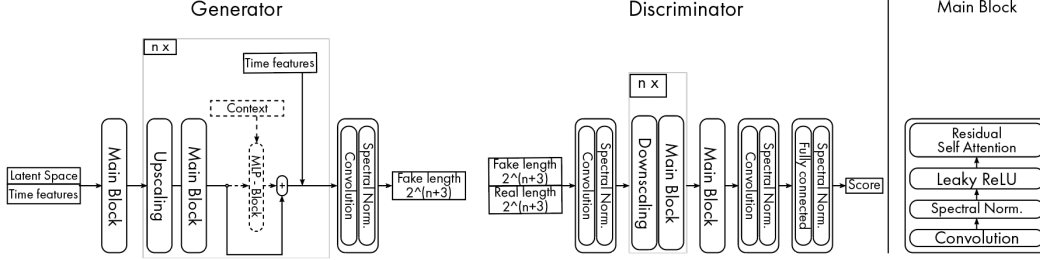 Generator
n x
Time features
Context
Latent Space
Time features
Main Block
Upscaling
Main Block
MLP - Block
+
Convolution
Spectral Norm.
Fake length
2^(n+3)
Discriminator
n x
Fake length
2^(n+3)
Real length
2^(n+3)
Convolution
Spectral Norm.
Downscaling
Main Block
Main Block
Convolution
Spectral Norm.
Fully connected
Spectral Norm.
Score
Main Block
Residual
Self Attention
Leaky ReLU
Spectral Norm.
Convolution